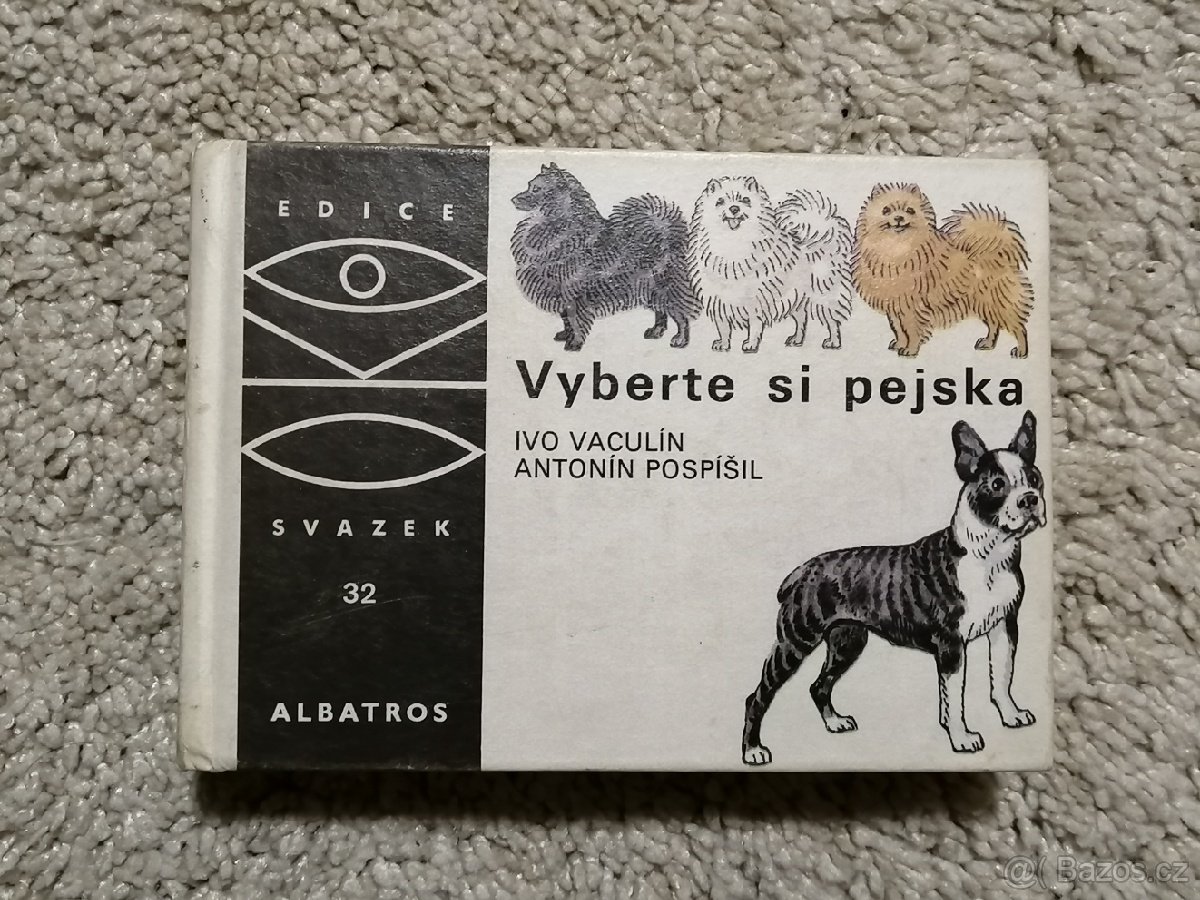 EDICE
SVAZEK
32
ALBATROS
Vyberte si pejska
IVO VACULÍN
ANTONÍN POSPÍŠIL
@( Bazos.cz